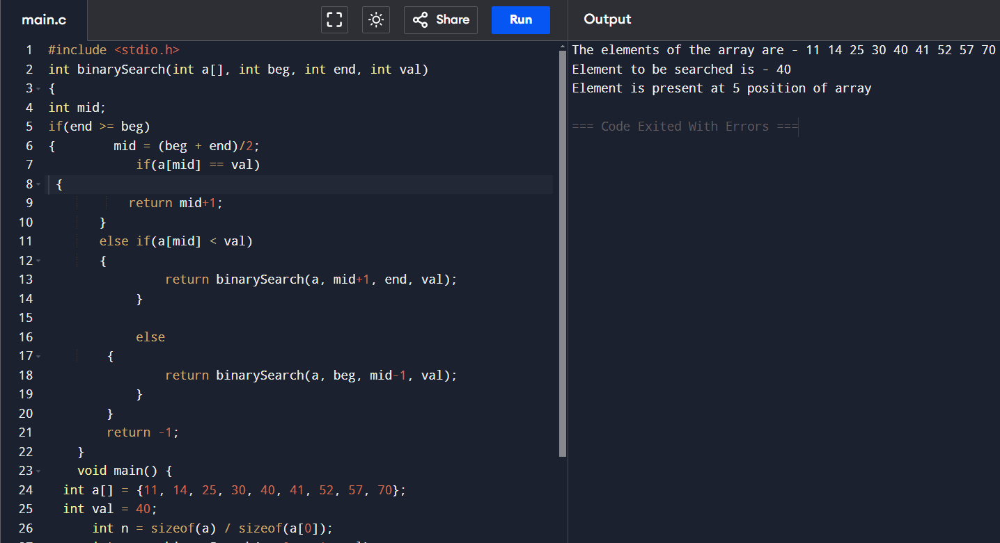 main.c
Share
Run
Output
1 #include <stdio.h>
2 int binarySearch(int a[], int beg, int end, int val)
3 {
4 int mid;
5 if(end >= beg)
6 {        mid = (beg + end)/2;
7             if(a[mid] == val)
8  {
9            return mid+1;
10        }
11        else if(a[mid] < val)
12        {
13                 return binarySearch(a, mid+1, end, val);
14             }
15
16             else
17         {
18                 return binarySearch(a, beg, mid-1, val);
19             }
20         }
21         return -1;
22     }
23     void main() {
24   int a[] = {11, 14, 25, 30, 40, 41, 52, 57, 70};
25   int val = 40;
26       int n = sizeof(a) / sizeof(a[0]);
The elements of the array are - 11 14 25 30 40 41 52 57 70
Element to be searched is - 40
Element is present at 5 position of array
=== Code Exited With Errors ===